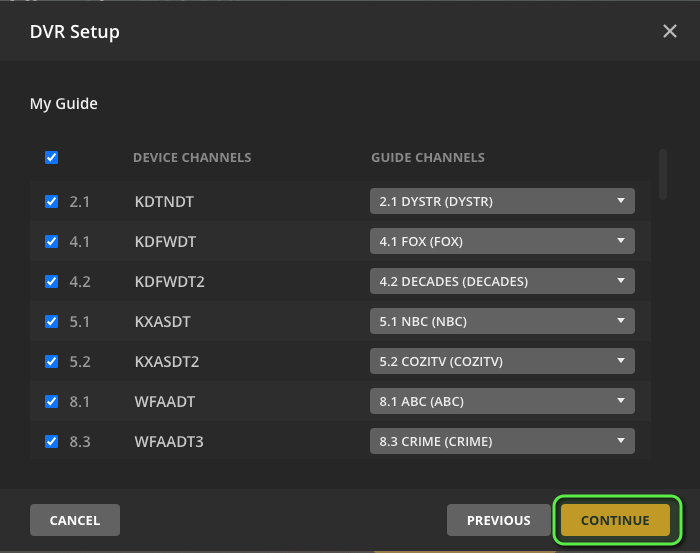 DVR Setup
My Guide
DEVICE CHANNELS GUIDE CHANNELS
2.1 KDTNDT 2.1 DYSTR (DYSTR)
4.1 KDFWDT 4.1 FOX (FOX)
4.2 KDFWDT2 4.2 DECADES (DECADES)
5.1 KXASDT 5.1 NBC (NBC)
5.2 KXASDT2 5.2 COZITV (COZITV)
8.1 WFAADT 8.1 ABC (ABC)
8.3 WFAADT3 8.3 CRIME (CRIME)
CANCEL PREVIOUS CONTINUE